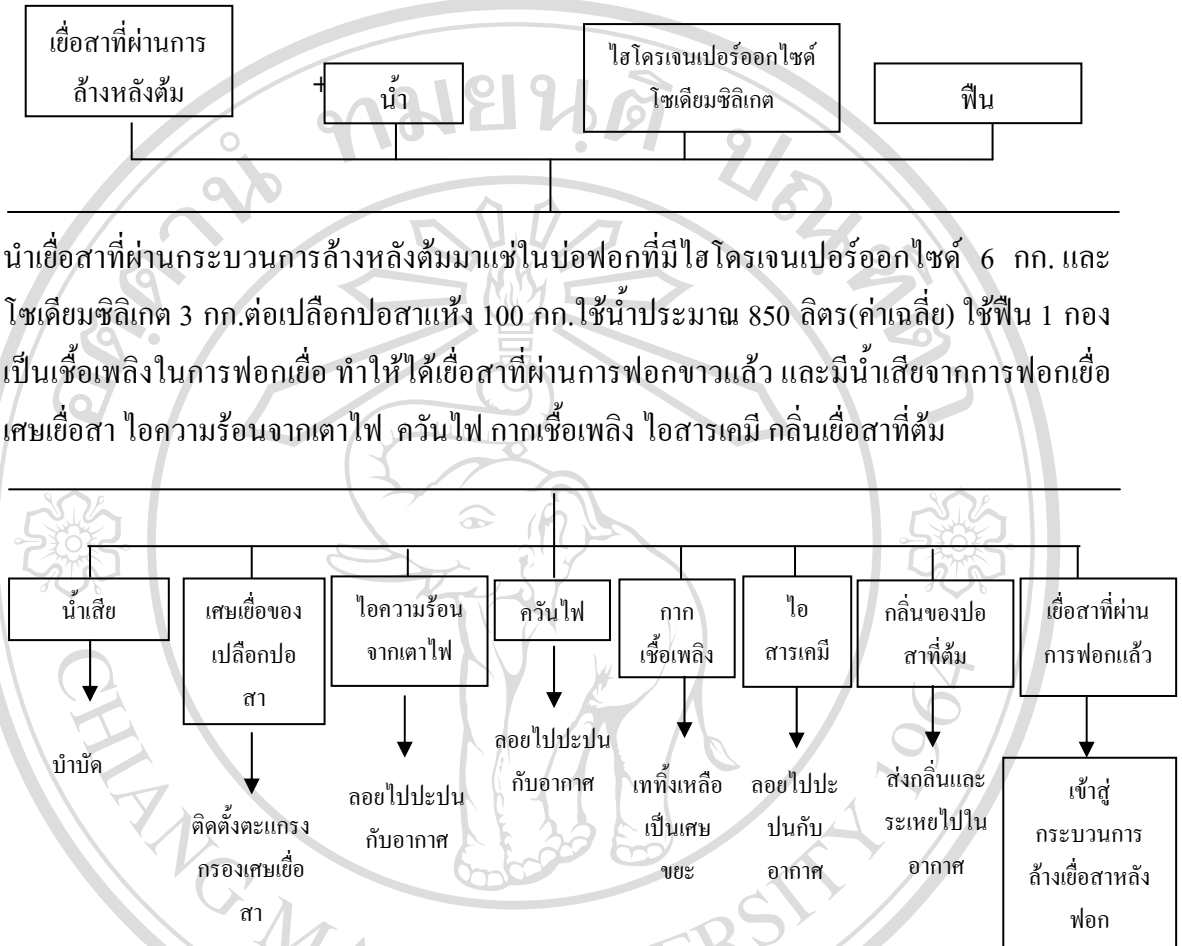 เยื่อสาที่ผ่านการ
ล้างหลังต้ม
+
น้ำ
ไฮโดรเจนเปอร์ออกไซด์
โซเดียมซิลิเกต
ฟืน
นำเยื่อสาที่ผ่านกระบวนการล้างหลังต้มมาแช่ในบ่อฟอกที่มีไฮโดรเจนเปอร์ออกไซด์ 6 กก. และ
โซเดียมซิลิเกต 3 กก.ต่อเปลือกปอสาแห้ง 100 กก.ใช้น้ำประมาณ 850 ลิตร(ค่าเฉลี่ย) ใช้ฟืน 1 กอง
เป็นเชื้อเพลิงในการฟอกเยื่อ ทำให้ได้เยื่อสาที่ผ่านการฟอกขาวแล้ว และมีน้ำเสียจากการฟอกเยื่อ
เศษเยื่อสา ไอความร้อนจากเตาไฟ ควันไฟ กากเชื้อเพลิง ไอสารเคมี กลิ่นเยื่อสาที่ต้ม
น้ำเสีย
บำบัด
เศษเยื่อของ
เปลือกปอ
สา
ติดตั้งตะแกรง
กรองเศษเยื่อ
สา
ไอความร้อน
จากเตาไฟ
ลอยไปปะปน
กับอากาศ
ควันไฟ
ลอยไปปะปน
กับอากาศ
กาก
เชื้อเพลิง
เททิ้งเหลือ
เป็นเศษ
ขยะ
ไอ
สารเคมี
ลอยไปปะ
ปนกับ
อากาศ
กลิ่นของปอ
สาที่ต้ม
ส่งกลิ่นและ
ระเหยไปใน
อากาศ
เยื่อสาที่ผ่าน
การฟอกแล้ว
เข้าสู่
กระบวนการ
ล้างเยื่อสาหลัง
ฟอก